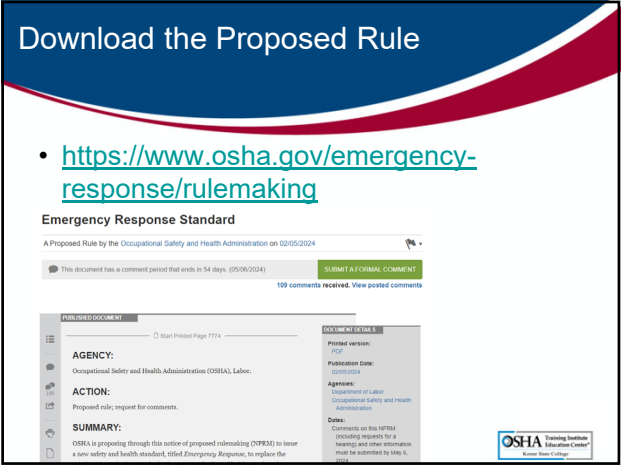 Download the Proposed Rule
• https://www.osha.gov/emergency-
response/rulemaking
Emergency Response Standard
A Proposed Rule by the Occupational Safety and Health Administration on 02/05/2024
This document has a comment period that ends in 54 days. (05/06/2024)
SUBMIT A FORMAL COMMENT
109 comments received. View posted comments
PUBLISHED DOCUMENT
Start Printed Page 7774
AGENCY:
Occupational Safety and Health Administration (OSHA), Labor.
109
ACTION:
Proposed rule; request for comments.
SUMMARY:
OSHA is proposing through this notice of proposed rulemaking (NPRM) to issue
a new safety and health standard, titled Emergency Response, to replace the
DOCUMENT DETAILS
Printed version:
PDF
Publication Date:
02/05/2024
Agencies:
Department of Labor
Occupational Safety and Health
Administration
Dates:
Comments on this NPRM
(including requests for a
hearing) and other information
must be submitted by May 6,
2024.
OSHA Training Institute
Education Center
Keene State College